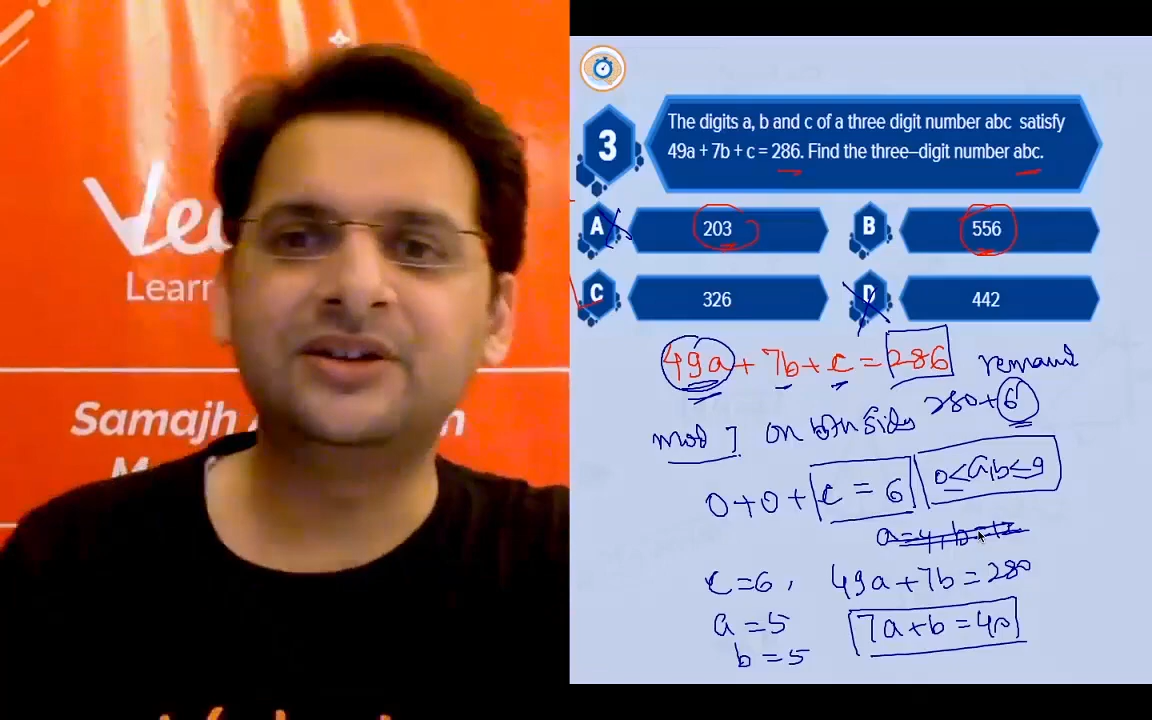 Learn
Samajh A
3
The digits a, b and c of a three digit number abc satisfy
49a + 7b + c = 286. Find the three–digit number abc.
A 203
B 556
C 326
D 442
49a + 7b + c = 286
280+6
mod 7 on both sides
0+0+ c = 6
0≤a,b≤9
c=6, 49a+7b=280
a=5
7a+b=40
b=5